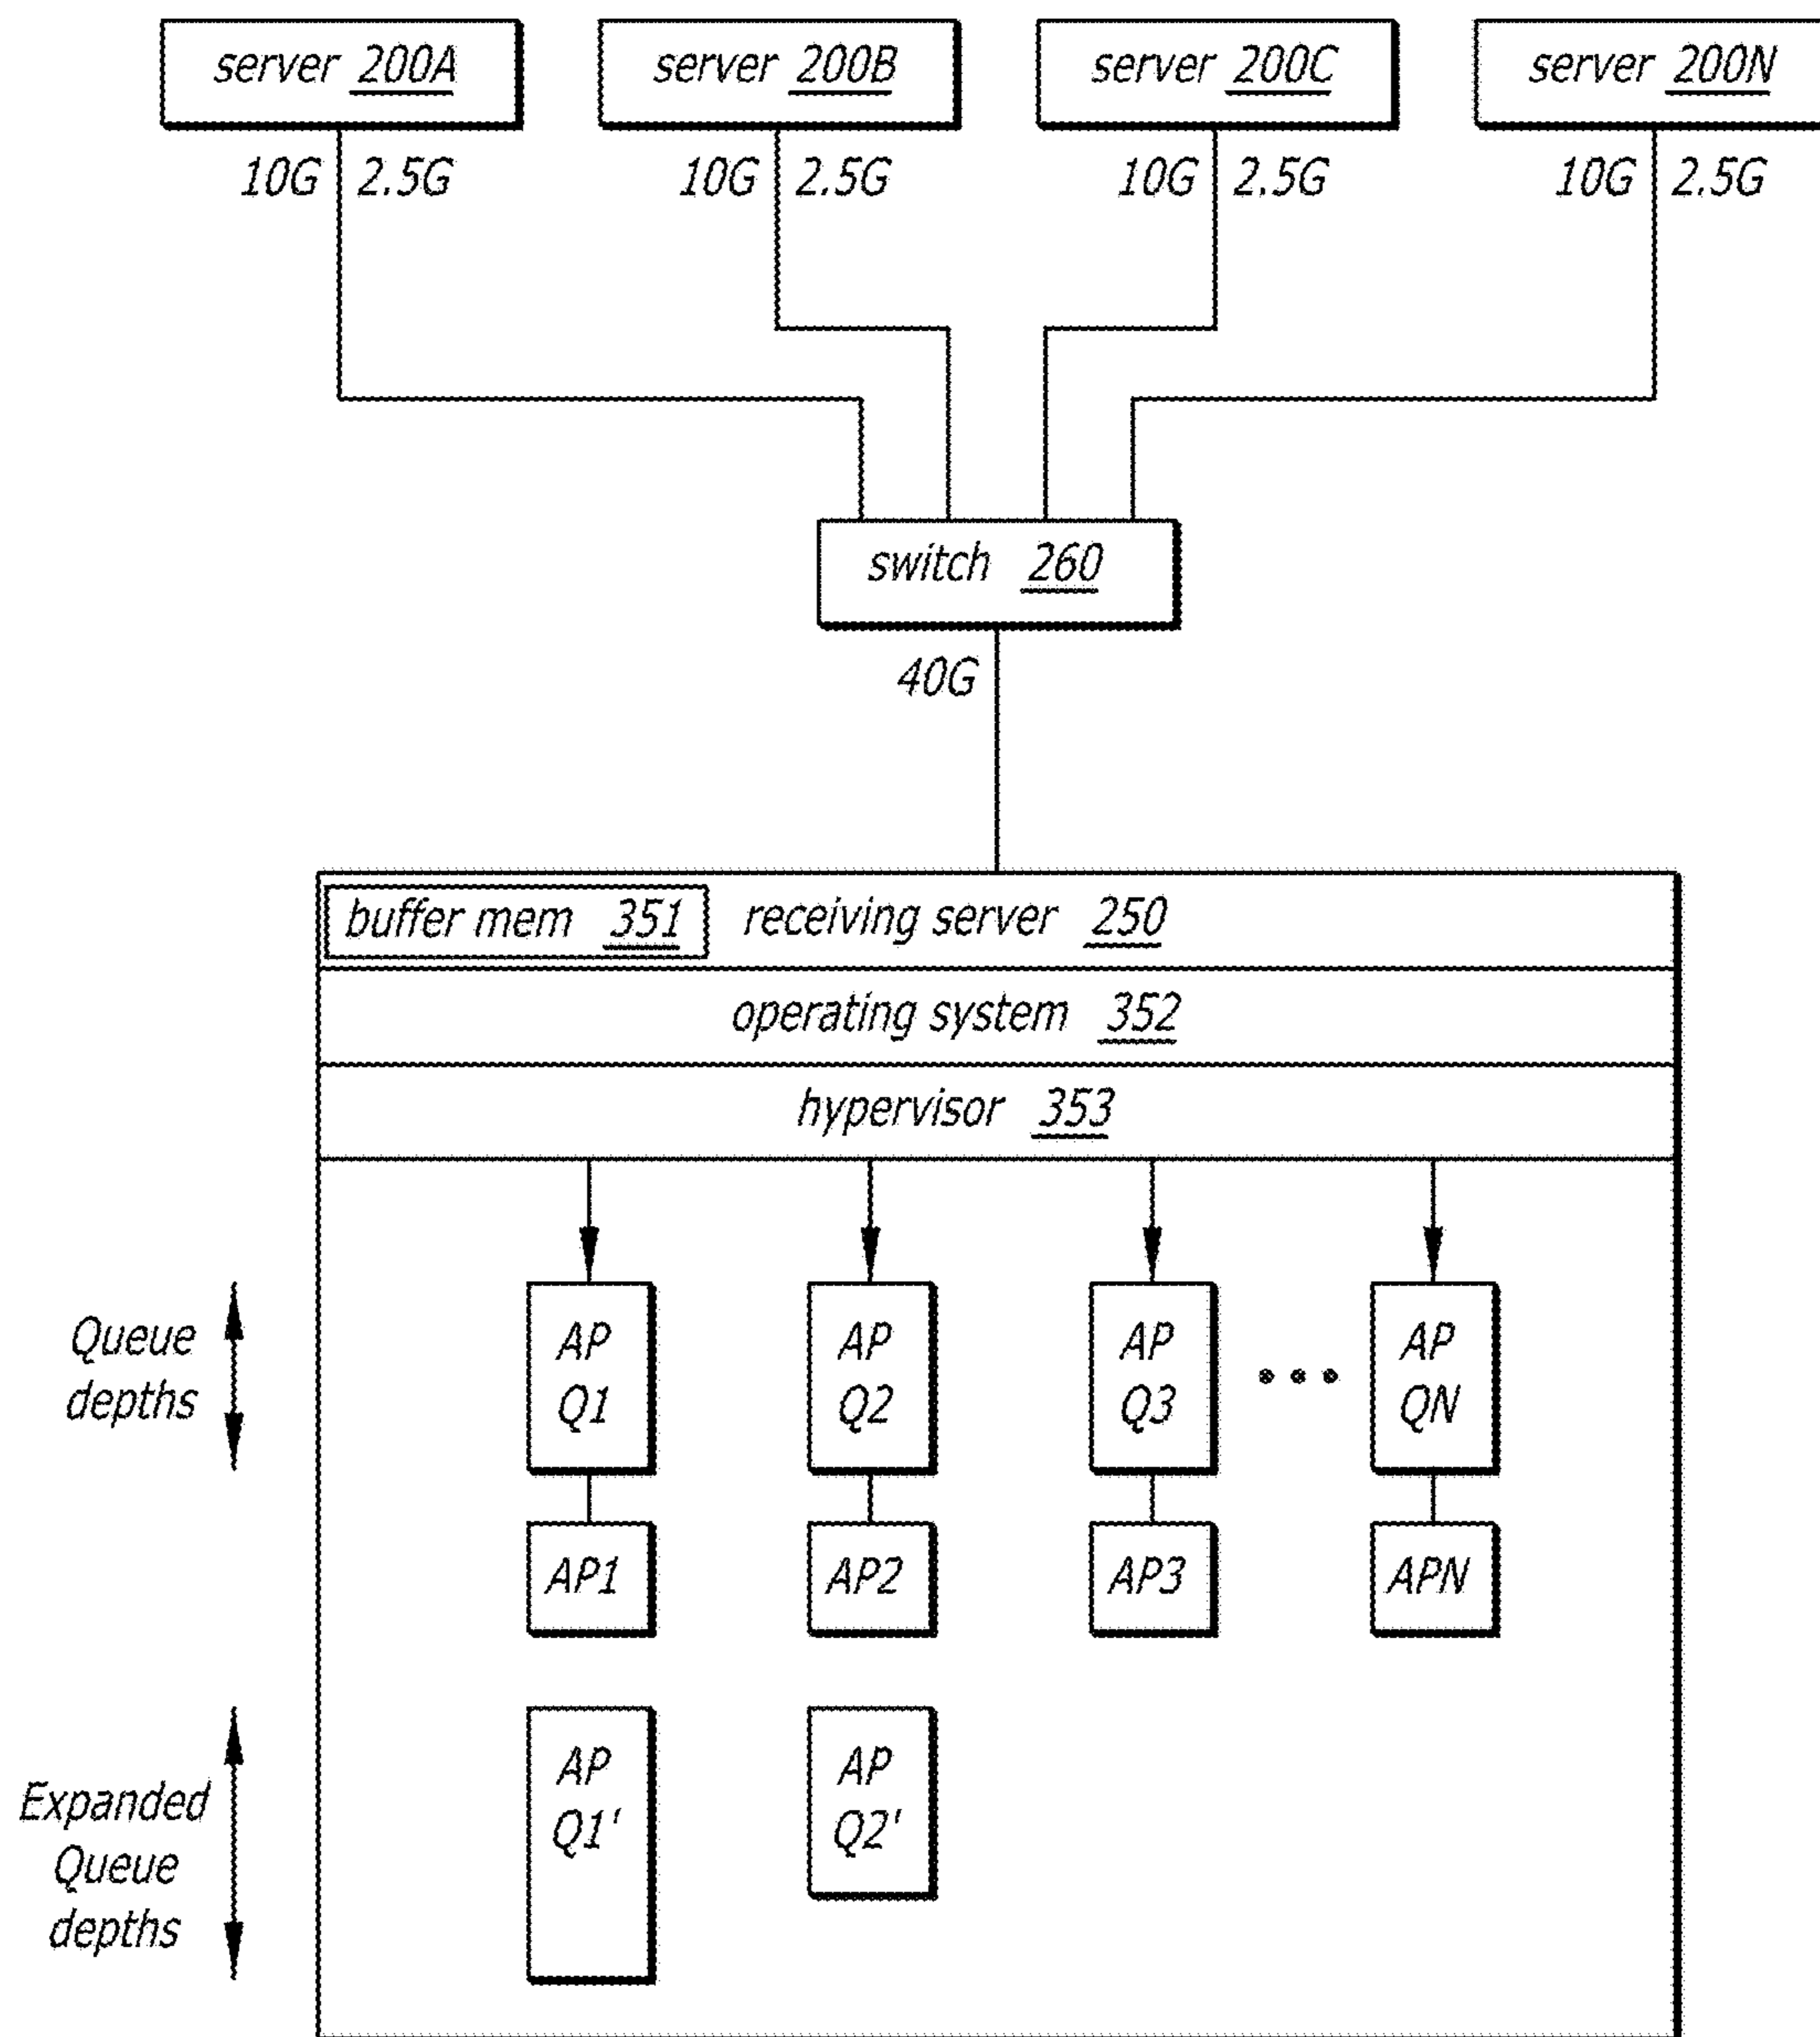 server 200A
server 200B
server 200C
server 200N
10G 2.5G
10G 2.5G
10G 2.5G
10G 2.5G
switch 260
40G
buffer mem 351
receiving server 250
operating system 352
hypervisor 353
Queue
depths
AP
Q1
AP
Q2
AP
Q3
AP
QN
AP1
AP2
AP3
APN
Expanded
Queue
depths
AP
Q1'
AP
Q2'